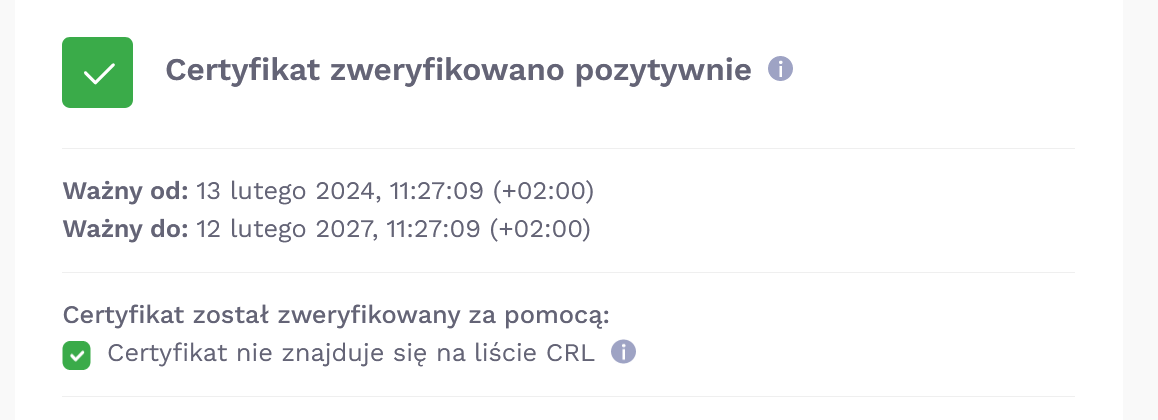 Certyfikat zweryfikowano pozytywnie
Ważny od: 13 lutego 2024, 11:27:09 (+02:00)
Ważny do: 12 lutego 2027, 11:27:09 (+02:00)
Certyfikat został zweryfikowany za pomocą:
Certyfikat nie znajduje się na liście CRL